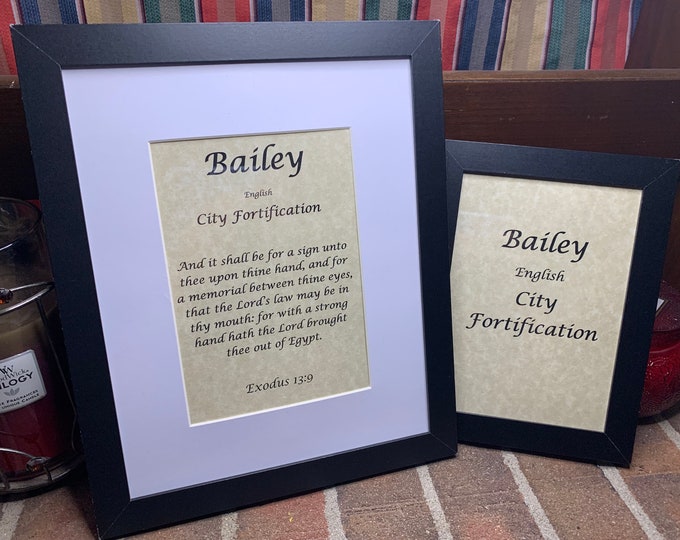 Bailey
English
City Fortification
And it shall be for a sign unto
thee upon thine hand, and for
a memorial between thine eyes,
that the Lord's law may be in
thy mouth: for with a strong
hand hath the Lord brought
thee out of Egypt.
Exodus 13:9
Bailey
English
City
Fortification